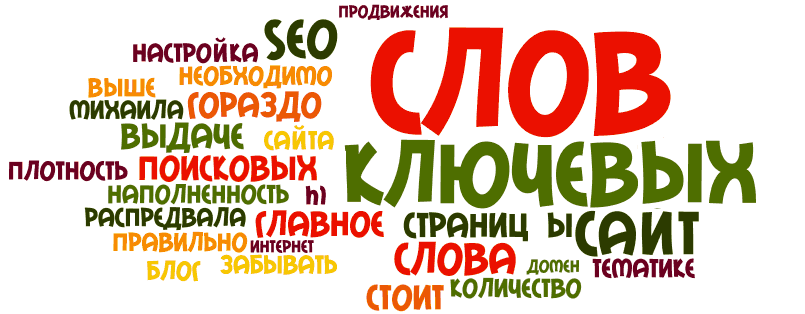 ПРОДВИЖЕНИЯ
НАСТРОЙКА SEO СЛОВ
ВЫШЕ НЕОБХОДИМО
МИХАИЛА ГОРАЗДО
ВЫДАЧЕ САЙТА
ПЛОТНОСТЬ ПОИСКОВЫХ КЛЮЧЕВЫХ
НАПОЛНЕННОСТЬ h1
РАСПРЕДВАЛА ГЛАВНОЕ СТРАНИЦ Ы САЙТ
ПРАВИЛЬНО ИНТЕРНЕТ
БЛОГ ЗАБЫВАТЬ СЛОВА ДОМЕН ТЕМАТИКЕ
СТОИТ КОЛИЧЕСТВО